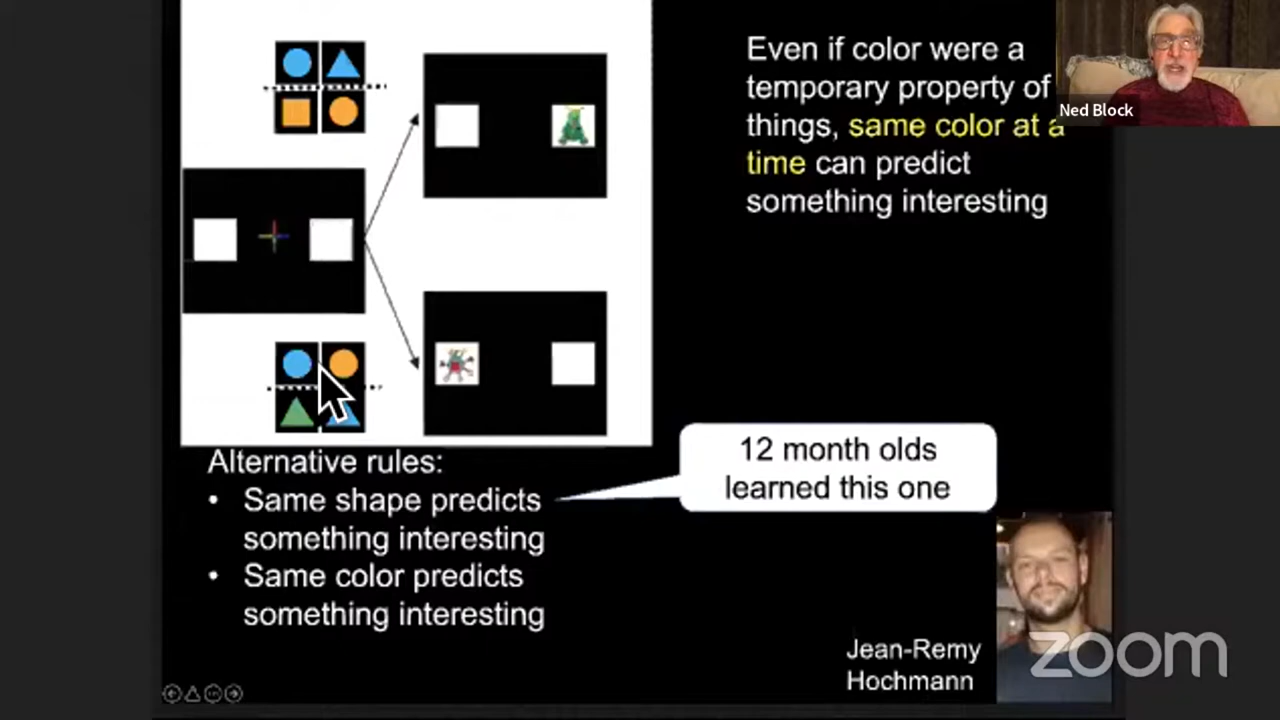 Even if color were a
temporary property of
things, same color at a
time can predict
something interesting
Ned Block
Alternative rules:
• Same shape predicts
something interesting
• Same color predicts
something interesting
12 month olds
learned this one
Jean-Remy
Hochmann
zoom